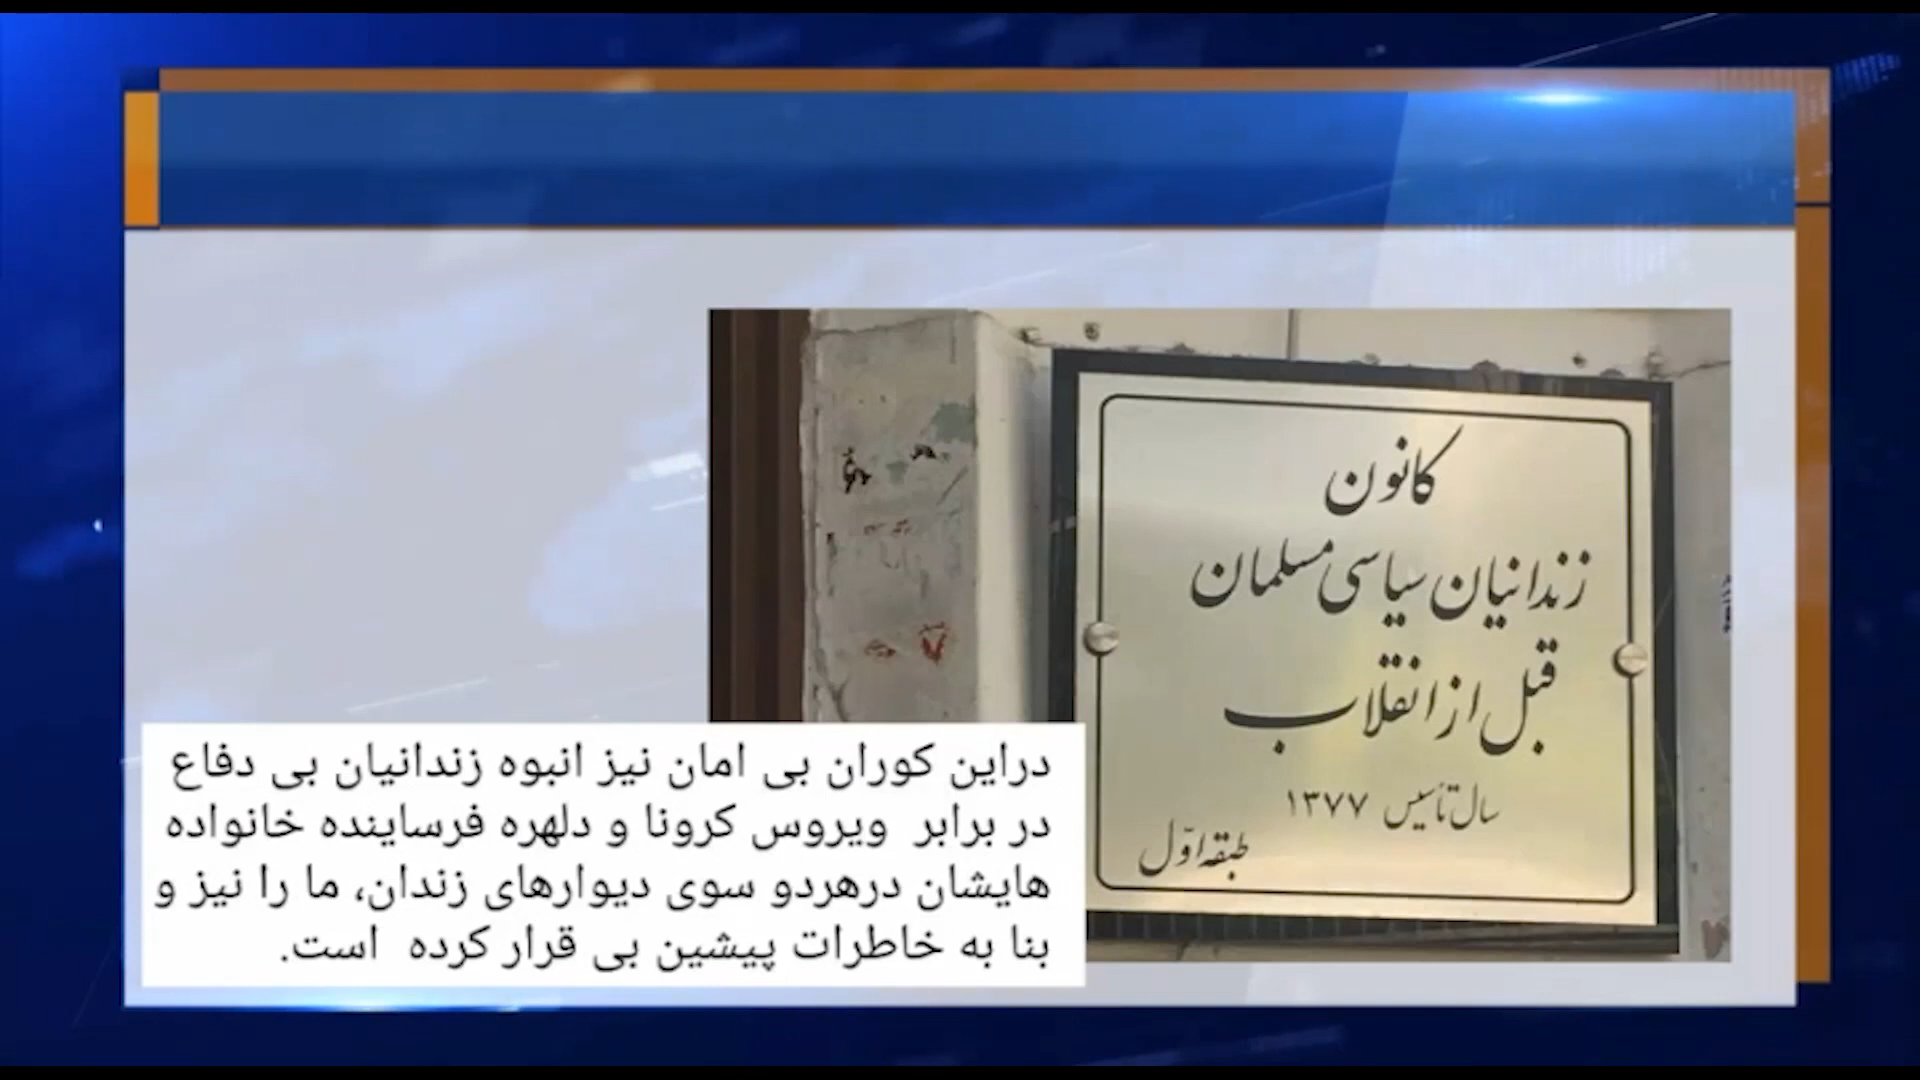 کانون
زندانیان سیاسی مسلمان
قبل از انقلاب
سال تأسیس ۱۳۷۷
طبقه اوّل
دراین کوران بی امان نیز انبوه زندانیان بی دفاع
در برابر ویروس کرونا و دلهره فرساینده خانواده
هایشان درهردو سوی دیوارهای زندان، ما را نیز و
بنا به خاطرات پیشین بی قرار کرده است.